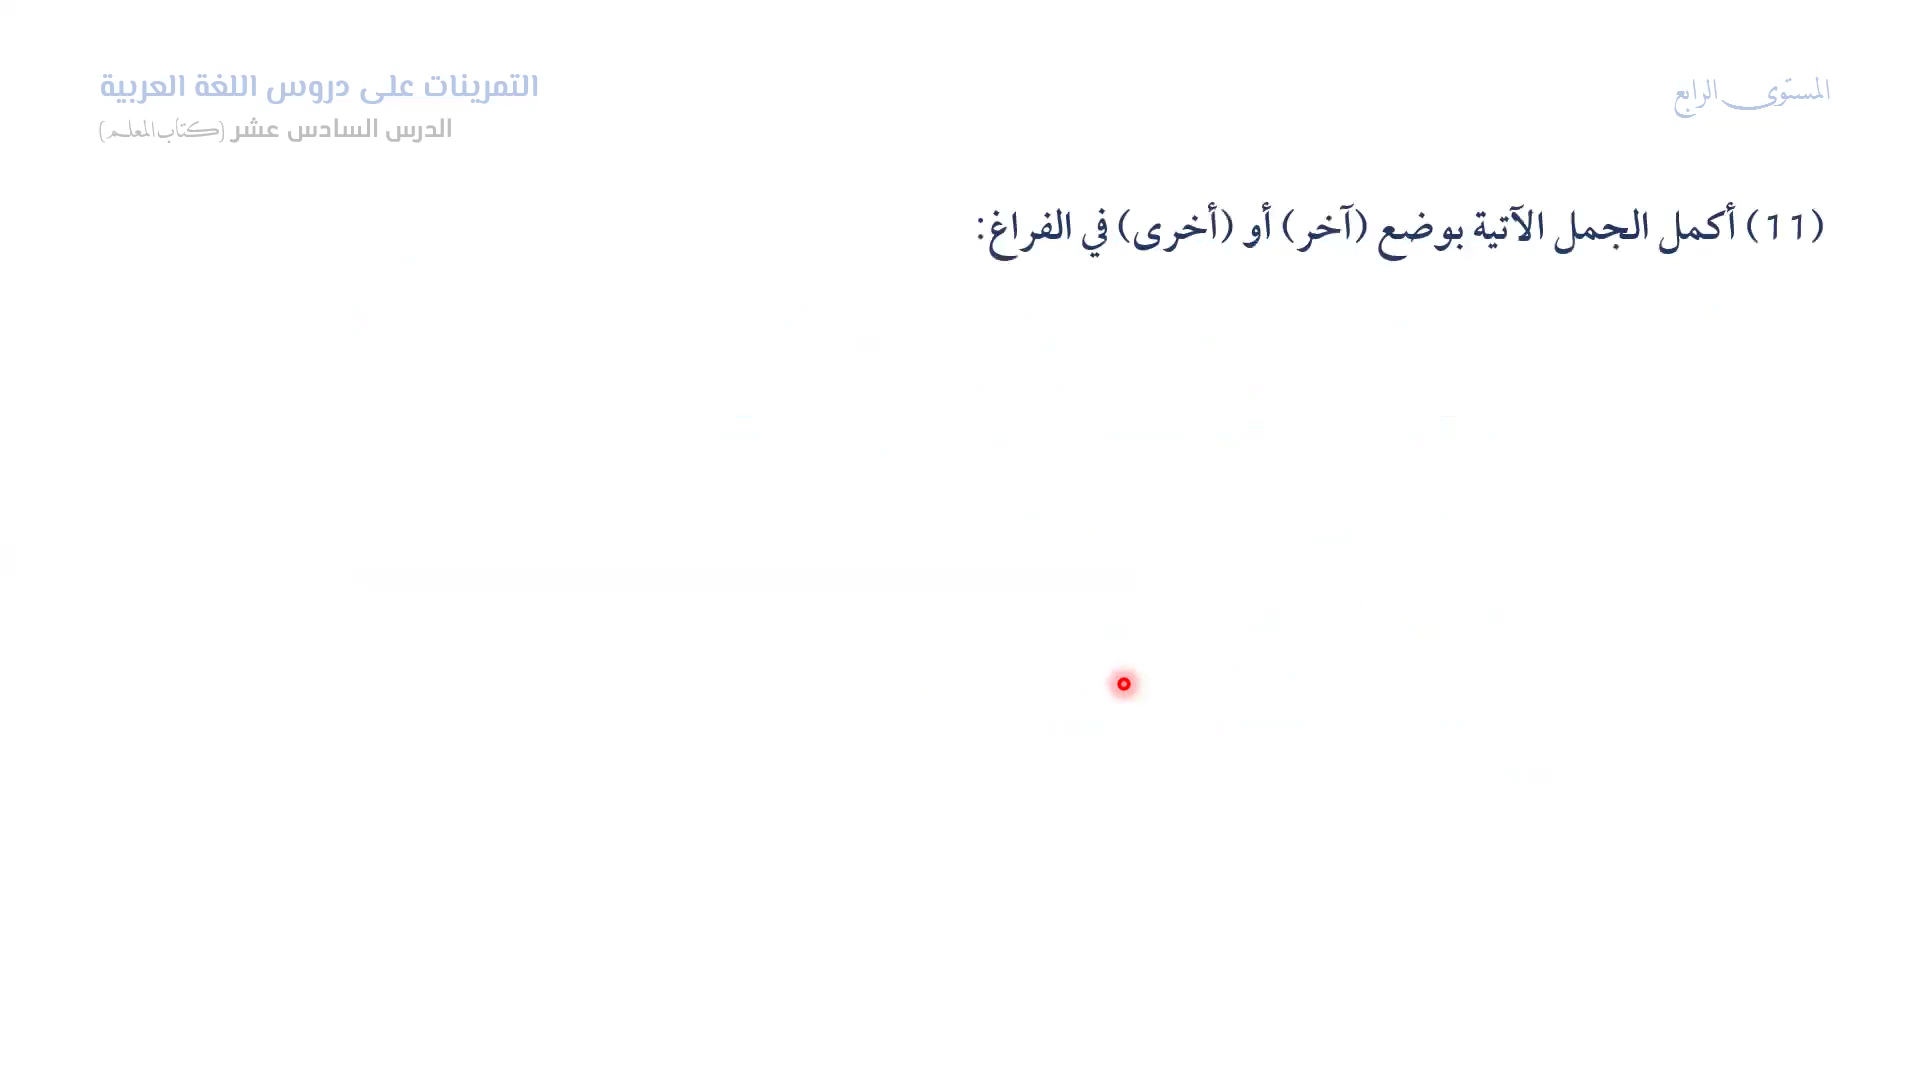 المستوى الرابع
التمرينات على دروس اللغة العربية
الدرس السادس عشر (كتاب المعلم)
(11) أكمل الجمل الآتية بوضع (آخر) أو (أخرى) في الفراغ: